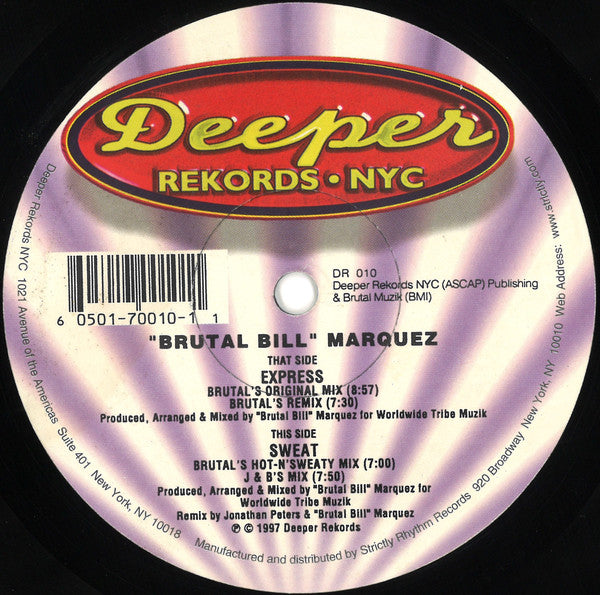 Deeper
REKORDS • NYC
DR 010
Deeper Rekords NYC (ASCAP) Publishing
& Brutal Muzik (BMI)
6 0501-70010-1 1
"BRUTAL BILL" MARQUEZ
THAT SIDE
EXPRESS
BRUTAL'S ORIGINAL MIX (8:57)
BRUTAL'S REMIX (7:30)
Produced, Arranged & Mixed by "Brutal Bill" Marquez for Worldwide Tribe Muzik
THIS SIDE
SWEAT
BRUTAL'S HOT-N'SWEATY MIX (7:00)
J & B'S MIX (7:50)
Produced, Arranged & Mixed by "Brutal Bill" Marquez for
Worldwide Tribe Muzik
Remix by Jonathan Peters & "Brutal Bill" Marquez
℗ © 1997 Deeper Rekords
Deeper Rekords NYC 1021 Avenue of the Americas, Suite 401 New York, NY 10018
Manufactured and distributed by Strictly Rhythm Records 920 Broadway New York, NY 10010 Web Address: www.strictly.com